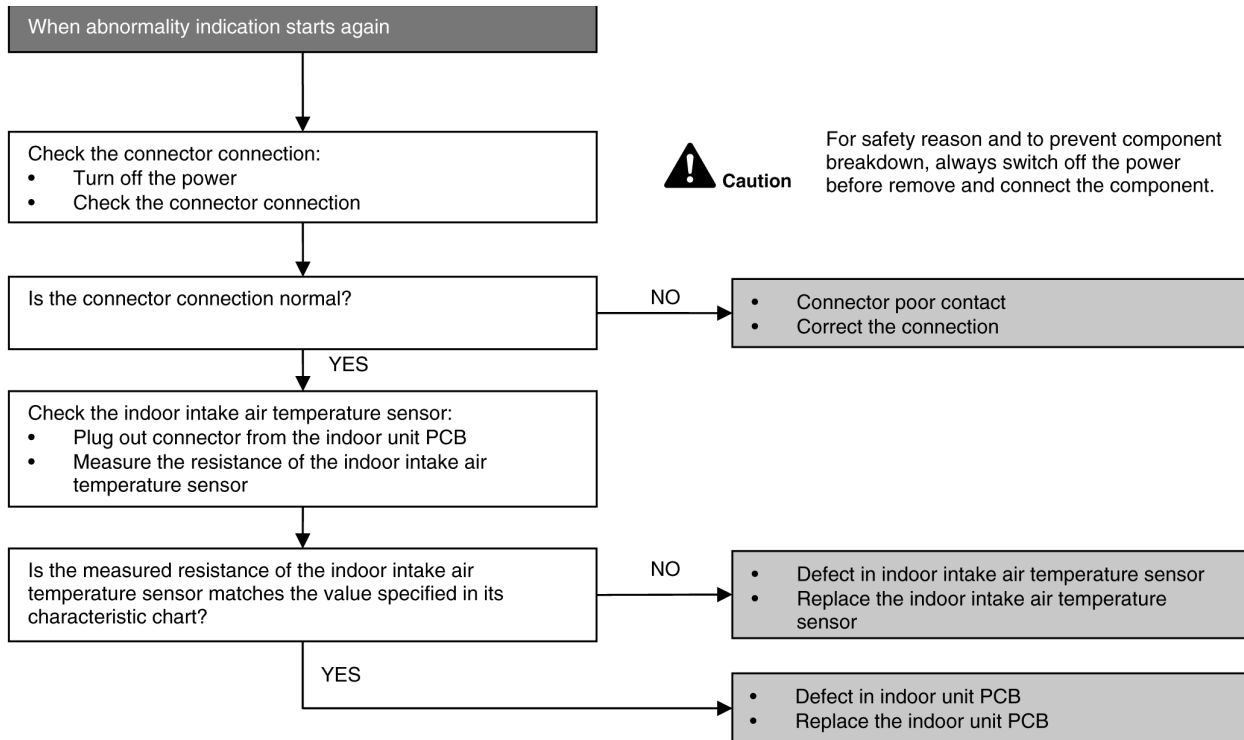 When abnormality indication starts again
Check the connector connection:
• Turn off the power
• Check the connector connection
Caution
For safety reason and to prevent component
breakdown, always switch off the power
before remove and connect the component.
Is the connector connection normal?
NO
• Connector poor contact
• Correct the connection
YES
Check the indoor intake air temperature sensor:
• Plug out connector from the indoor unit PCB
• Measure the resistance of the indoor intake air
temperature sensor
Is the measured resistance of the indoor intake air
temperature sensor matches the value specified in its
characteristic chart?
NO
• Defect in indoor intake air temperature sensor
• Replace the indoor intake air temperature
sensor
YES
• Defect in indoor unit PCB
• Replace the indoor unit PCB